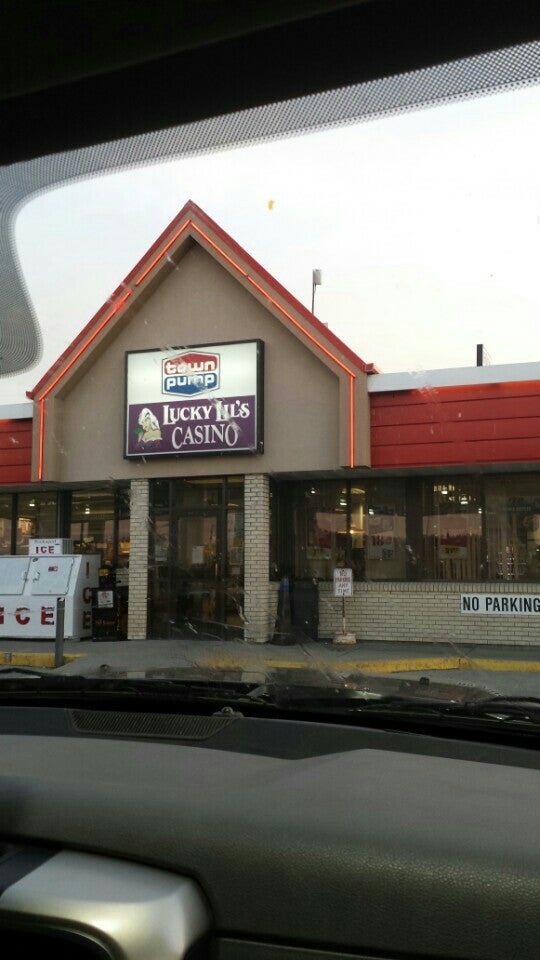 town
pump
LUCKY LIL'S
CASINO
ICE
ICE
NO
PARKING
ANY
TIME
NO PARKING